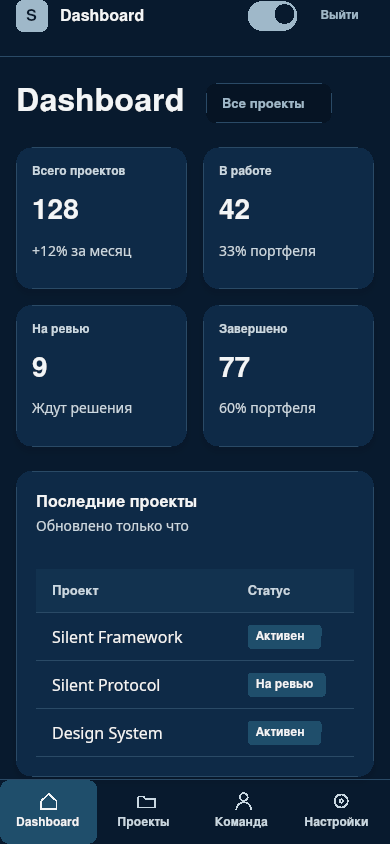 S Dashboard Выйти
Dashboard Все проекты
Всего проектов
128
+12% за месяц
В работе
42
33% портфеля
На ревью
9
Ждут решения
Завершено
77
60% портфеля
Последние проекты
Обновлено только что
Проект Статус
Silent Framework Активен
Silent Protocol На ревью
Design System Активен
Dashboard Проекты Команда Настройки